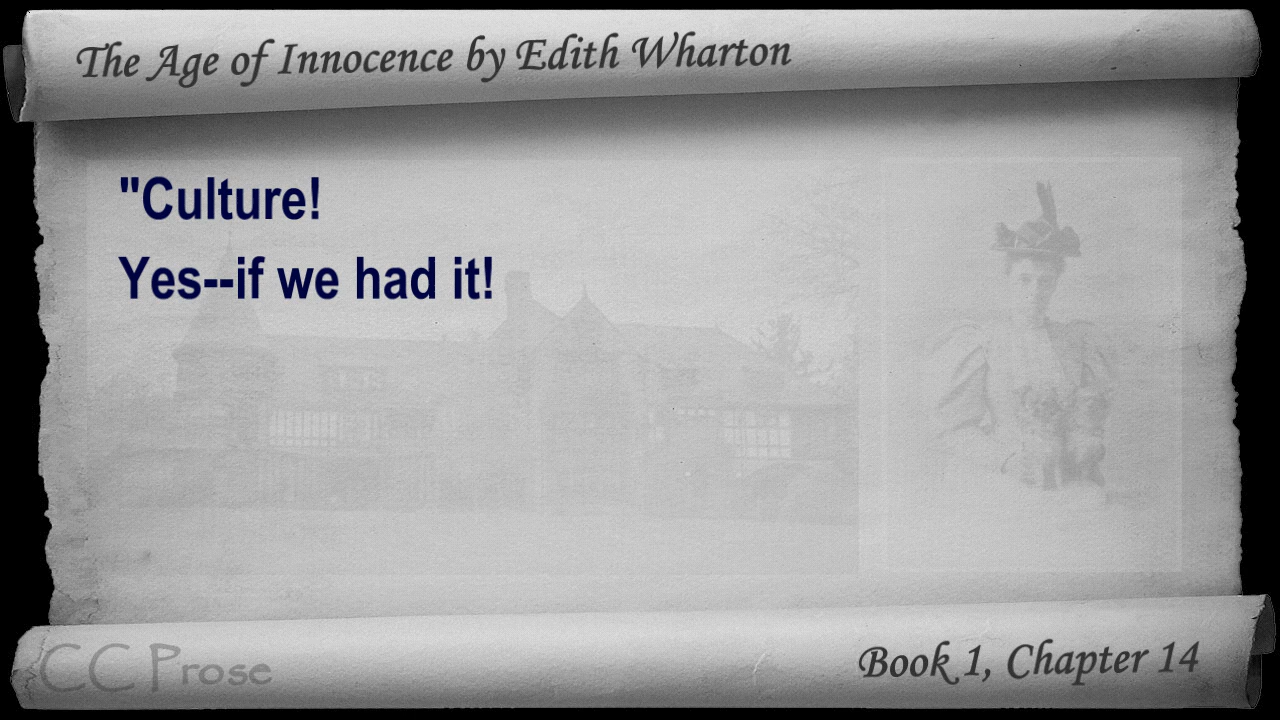 The Age of Innocence by Edith Wharton
"Culture!
Yes--if we had it!
CC Prose
Book 1, Chapter 14